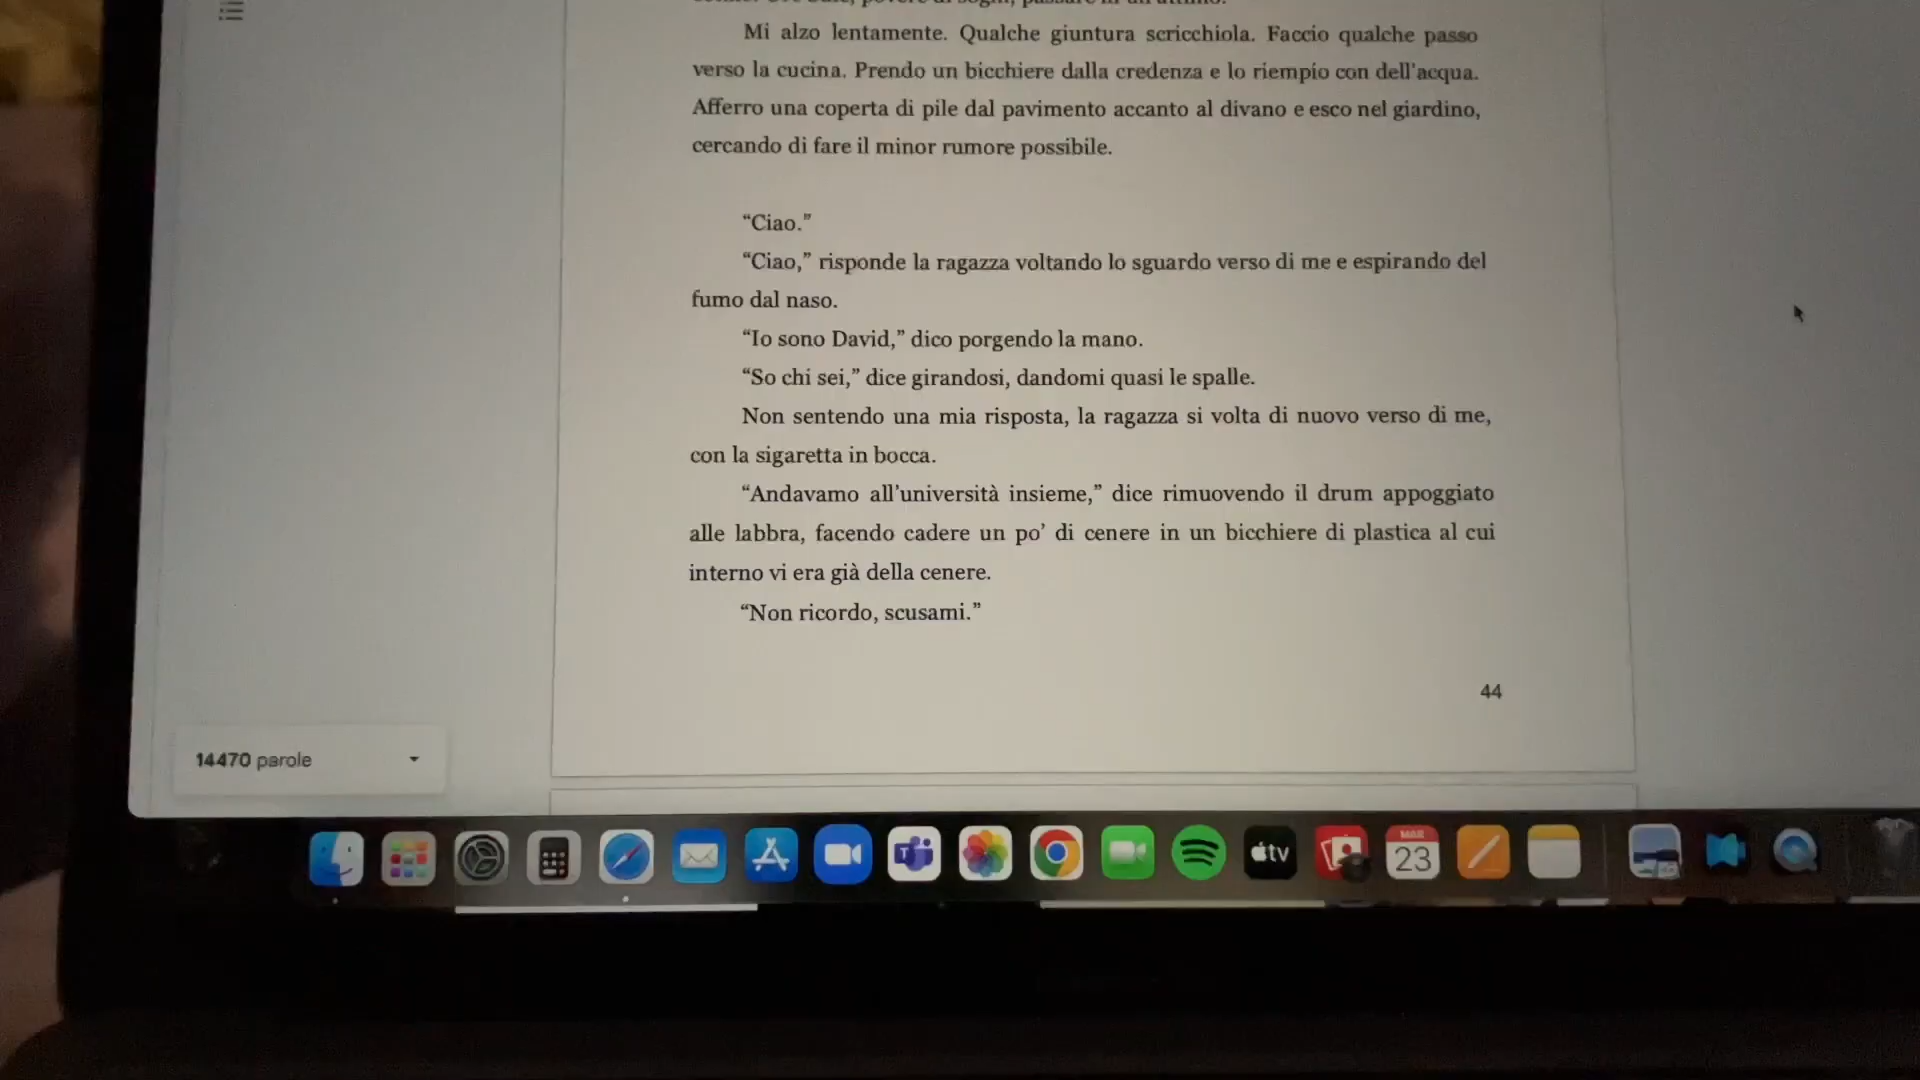 Mi alzo lentamente. Qualche giuntura scricchiola. Faccio qualche passo
verso la cucina. Prendo un bicchiere dalla credenza e lo riempio con dell'acqua.
Afferro una coperta di pile dal pavimento accanto al divano e esco nel giardino,
cercando di fare il minor rumore possibile.
“Ciao.”
“Ciao,” risponde la ragazza voltando lo sguardo verso di me e espirando del
fumo dal naso.
“Io sono David,” dico porgendo la mano.
“So chi sei,” dice girandosi, dandomi quasi le spalle.
Non sentendo una mia risposta, la ragazza si volta di nuovo verso di me,
con la sigaretta in bocca.
“Andavamo all’università insieme,” dice rimuovendo il drum appoggiato
alle labbra, facendo cadere un po’ di cenere in un bicchiere di plastica al cui
interno vi era già della cenere.
“Non ricordo, scusami.”
44
14470 parole
T
tv
MAR
23